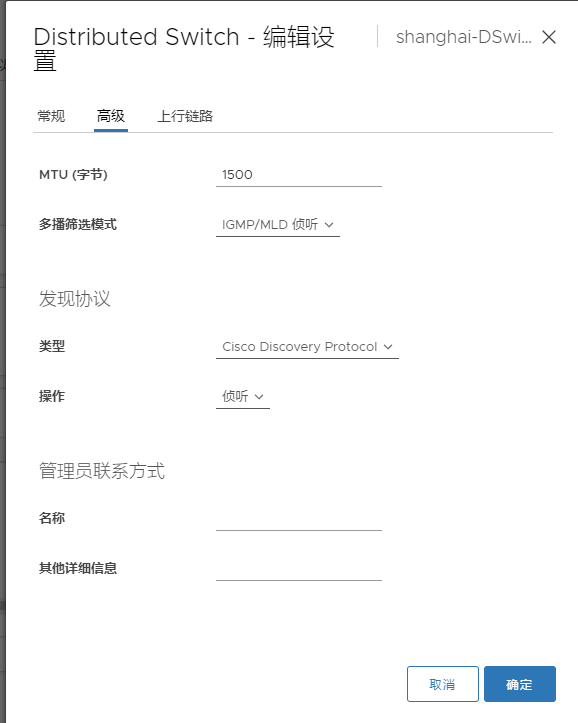 Distributed Switch - 编辑设
置
shanghai-DSwi...
常规 高级 上行链路
MTU (字节) 1500
多播筛选模式 IGMP/MLD 侦听
发现协议
类型 Cisco Discovery Protocol
操作 侦听
管理员联系方式
名称
其他详细信息
取消 确定